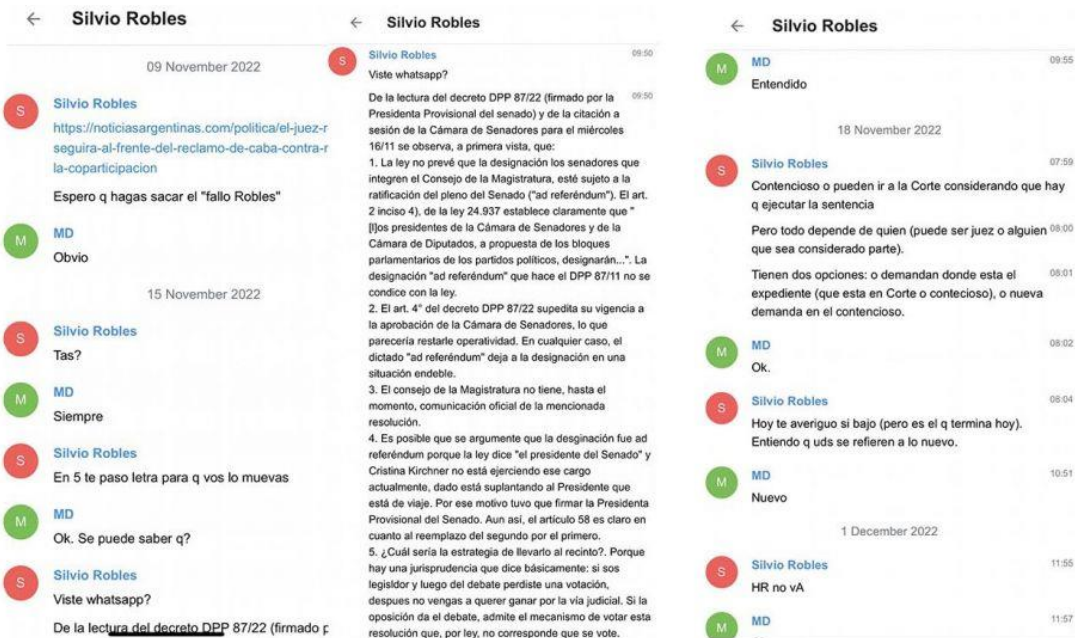 Silvio Robles
09 November 2022
Silvio Robles
https://noticiasargentinas.com/politica/el-juez-r
seguira-al-frente-del-reclamo-de-caba-contra-r
la-coparticipacion
Espero q hagas sacar el "fallo Robles"
MD
Obvio
15 November 2022
Silvio Robles
Tas?
MD
Siempre
Silvio Robles
En 5 te paso letra para q vos lo muevas
MD
Ok. Se puede saber q?
Silvio Robles
Viste whatsapp?
De la lectura del decreto DPP 87/22 (firmado p
Silvio Robles
Silvio Robles 09:50
Viste whatsapp?
De la lectura del decreto DPP 87/22 (firmado por la 09:50
Presidenta Provisional del senado) y de la citación a
sesión de la Cámara de Senadores para el miércoles
16/11 se observa, a primera vista, que:
1. La ley no prevé que la designación los senadores que
integren el Consejo de la Magistratura, esté sujeto a la
ratificación del pleno del Senado ("ad referéndum"). El art.
2 inciso 4), de la ley 24.937 establece claramente que "
[l]os presidentes de la Cámara de Senadores y de la
Cámara de Diputados, a propuesta de los bloques
parlamentarios de los partidos políticos, designarán...". La
designación "ad referéndum" que hace el DPP 87/11 no se
condice con la ley.
2. El art. 4° del decreto DPP 87/22 supedita su vigencia a
la aprobación de la Cámara de Senadores, lo que
parecería restarle operatividad. En cualquier caso, el
dictado "ad referéndum" deja a la designación en una
situación endeble.
3. El consejo de la Magistratura no tiene, hasta el
momento, comunicación oficial de la mencionada
resolución.
4. Es posible que se argumente que la desginación fue ad
referéndum porque la ley dice "el presidente del Senado" y
Cristina Kirchner no está ejerciendo ese cargo
actualmente, dado está suplantando al Presidente que
está de viaje. Por ese motivo tuvo que firmar la Presidenta
Provisional del Senado. Aun así, el artículo 58 es claro en
cuanto al reemplazo del segundo por el primero.
5. ¿Cuál sería la estrategia de llevarlo al recinto?. Porque
hay una jurisprudencia que dice básicamente: si sos
legisldor y luego del debate perdiste una votación,
despues no vengas a querer ganar por la vía judicial. Si la
oposición da el debate, admite el mecanismo de votar esta
resolución que, por ley, no corresponde que se vote.
Silvio Robles
MD 09:55
Entendido
18 November 2022
Silvio Robles 07:59
Contencioso o pueden ir a la Corte considerando que hay
q ejecutar la sentencia
Pero todo depende de quien (puede ser juez o alguien 08:00
que sea considerado parte).
Tienen dos opciones: o demandan donde esta el 08:01
expediente (que esta en Corte o contecioso), o nueva
demanda en el contencioso.
MD 08:02
Ok.
Silvio Robles 08:04
Hoy te averiguo si bajo (pero es el q termina hoy).
Entiendo q uds se refieren a lo nuevo.
MD 10:51
Nuevo
1 December 2022
Silvio Robles 11:55
HR no vA
MD 11:57